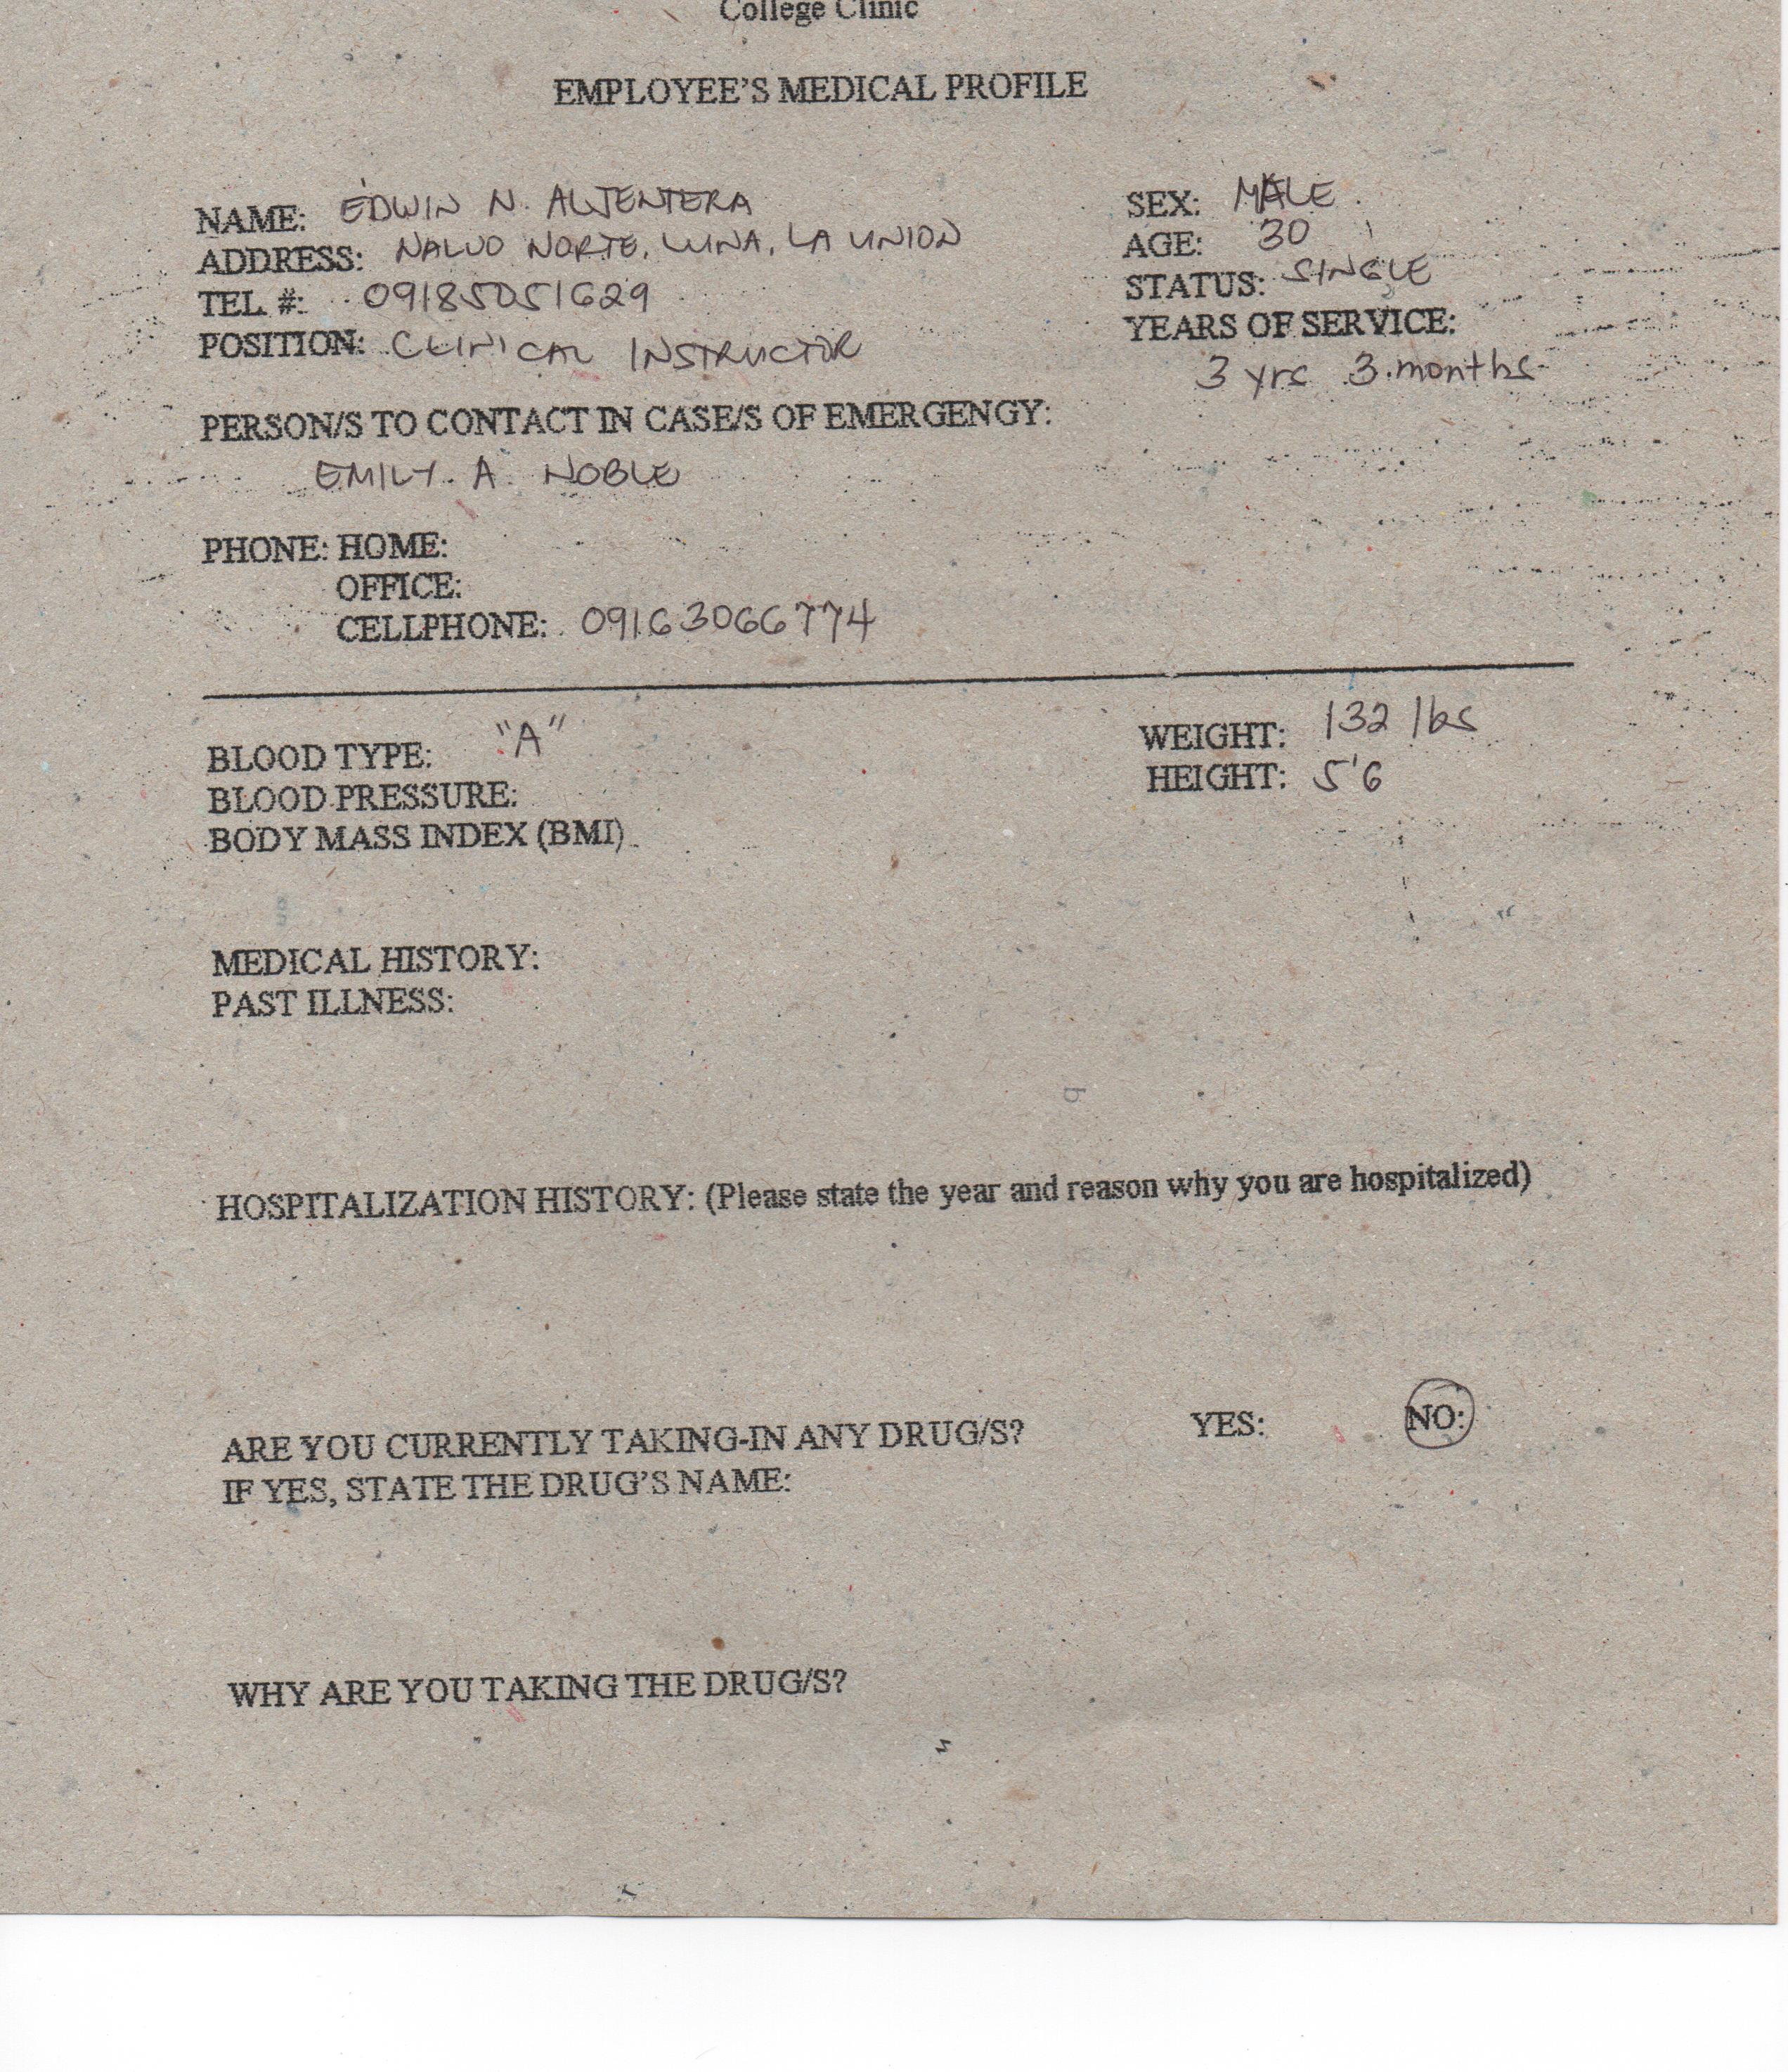 College Clinic
EMPLOYEE'S MEDICAL PROFILE
NAME: EDWIN N. ALTENTERA
SEX: MALE
ADDRESS: NALVO NORTE, LUNA, LA UNION
AGE: 30
TEL #: 09185051629
STATUS: SINGLE
POSITION: CLINICAL INSTRUCTOR
YEARS OF SERVICE:
3 yrs 3 months
PERSON/S TO CONTACT IN CASE/S OF EMERGENGY:
EMILY A. NOBLE
PHONE: HOME:
OFFICE:
CELLPHONE: 09163066774
BLOOD TYPE: "A"
WEIGHT: 132 lbs
BLOOD PRESSURE:
HEIGHT: 5'6
BODY MASS INDEX (BMI)
MEDICAL HISTORY:
PAST ILLNESS:
HOSPITALIZATION HISTORY: (Please state the year and reason why you are hospitalized)
ARE YOU CURRENTLY TAKING-IN ANY DRUG/S? YES: NO:
IF YES, STATE THE DRUG'S NAME:
WHY ARE YOU TAKING THE DRUG/S?